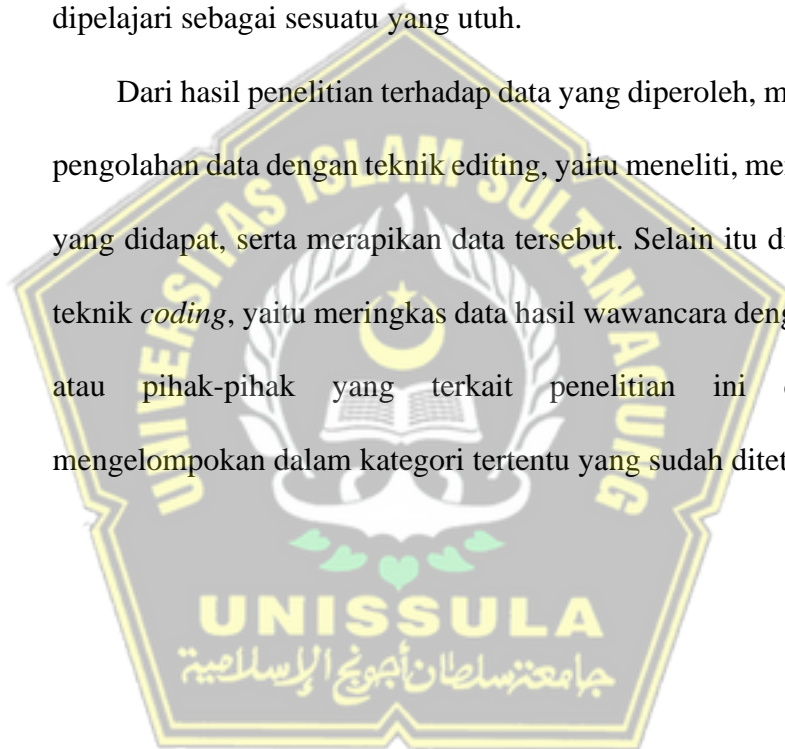 dipelajari sebagai sesuatu yang utuh.
Dari hasil penelitian terhadap data yang diperoleh, m
pengolahan data dengan teknik editing, yaitu meneliti, me
yang didapat, serta merapikan data tersebut. Selain itu di
teknik coding, yaitu meringkas data hasil wawancara deng
atau pihak-pihak yang terkait penelitian ini
mengelompokan dalam kategori tertentu yang sudah ditet
UNIVERSITAS ISLAM SULTAN AGUNG
UNISSULA
جامعة سلطان أجونج الإسلامية